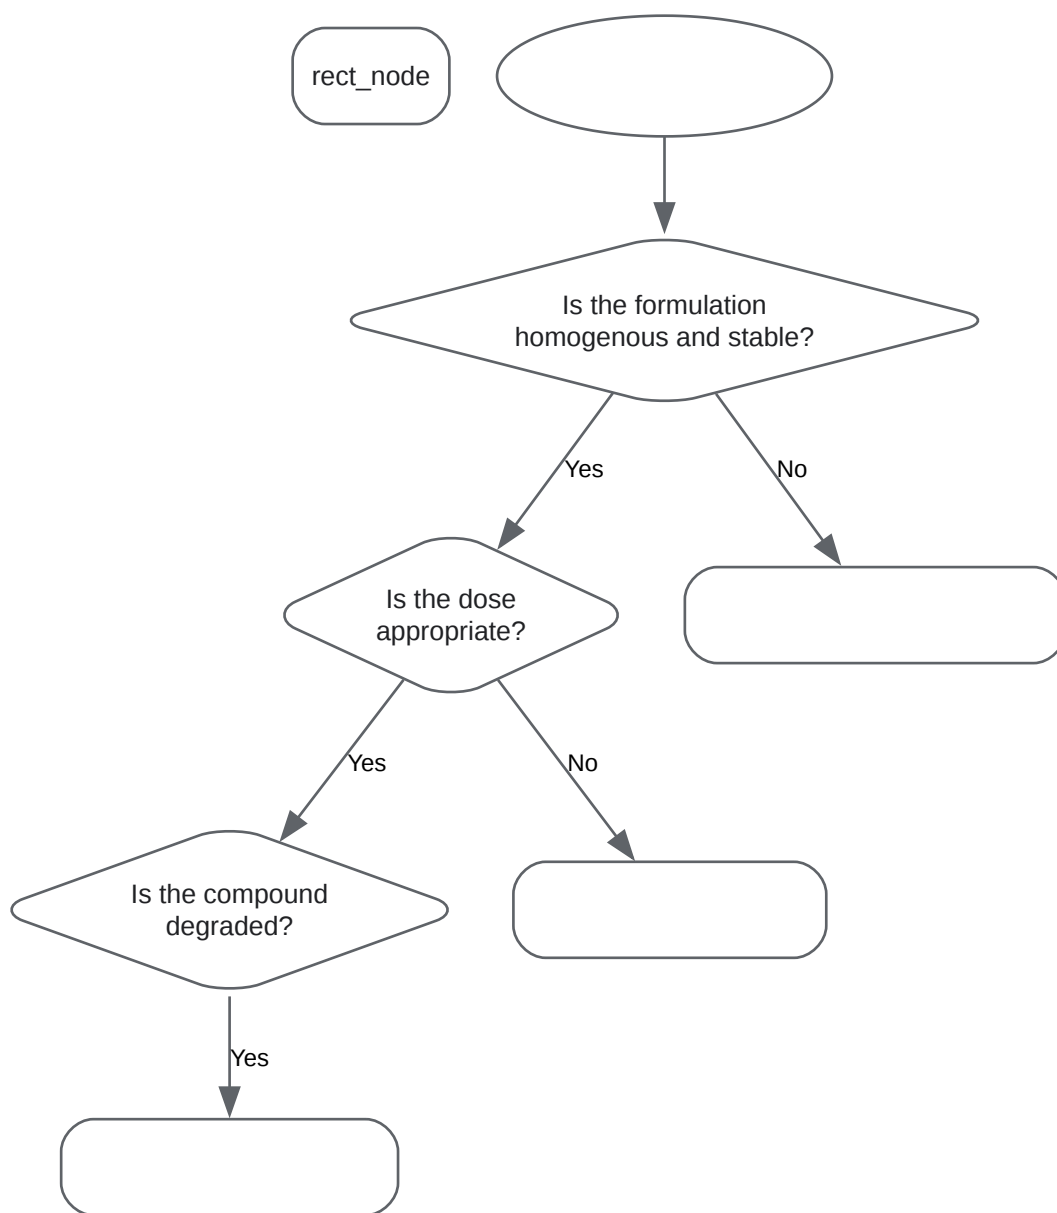 rect_node
Is the formulation
homogenous and stable?
Yes
No
Is the dose
appropriate?
Yes
No
Is the compound
degraded?
Yes